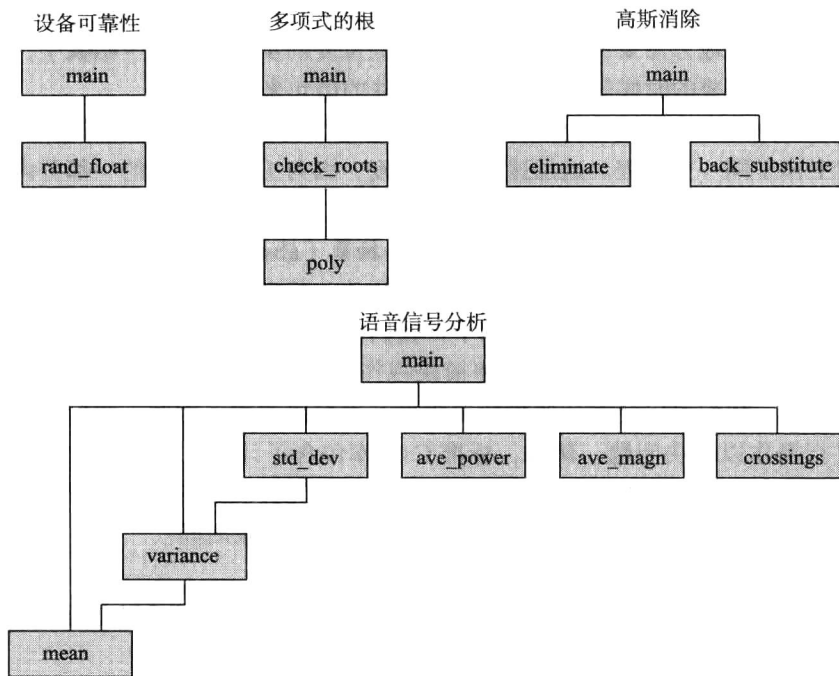 设备可靠性
多项式的根
高斯消除
main
main
main
rand_float
check_roots
eliminate
back_substitute
poly
语音信号分析
main
std_dev
ave_power
ave_magn
crossings
variance
mean